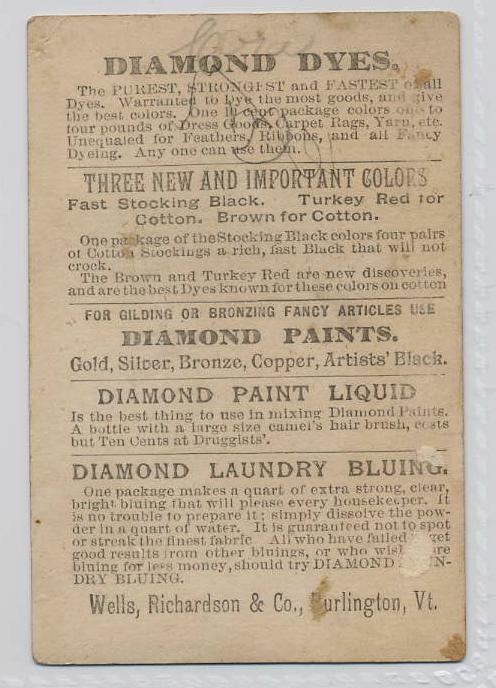 DIAMOND DYES.
The PUREST, STRONGEST and FASTEST of all
Dyes. Warranted to Dye the most goods, and give
the best colors. One 10 cent package colors one to
four pounds of Dress Goods, Carpet Rags, Yarn, etc.
Unequaled for Feathers, Ribbons, and all Fancy
Dyeing. Any one can use them.
THREE NEW AND IMPORTANT COLORS
Fast Stocking Black. Turkey Red for
Cotton. Brown for Cotton.
One package of the Stocking Black colors four pairs
of Cotton Stockings a rich, fast Black that will not
crock.
The Brown and Turkey Red are new discoveries,
and are the best Dyes known for these colors on cotton
FOR GILDING OR BRONZING FANCY ARTICLES USE
DIAMOND PAINTS.
Gold, Silver, Bronze, Copper, Artists' Black.
DIAMOND PAINT LIQUID
Is the best thing to use in mixing Diamond Paints.
A bottle with a large size camel's hair brush, costs
but Ten Cents at Druggists'.
DIAMOND LAUNDRY BLUING.
One package makes a quart of extra strong, clear,
bright bluing that will please every housekeeper. It
is no trouble to prepare it; simply dissolve the pow-
der in a quart of water. It is guaranteed not to spot
or streak the finest fabric All who have failed get
good results from other bluings, or who wish
bluing for less money, should try DIAMOND
DRY BLUING.
Wells, Richardson & Co., Burlington, Vt.